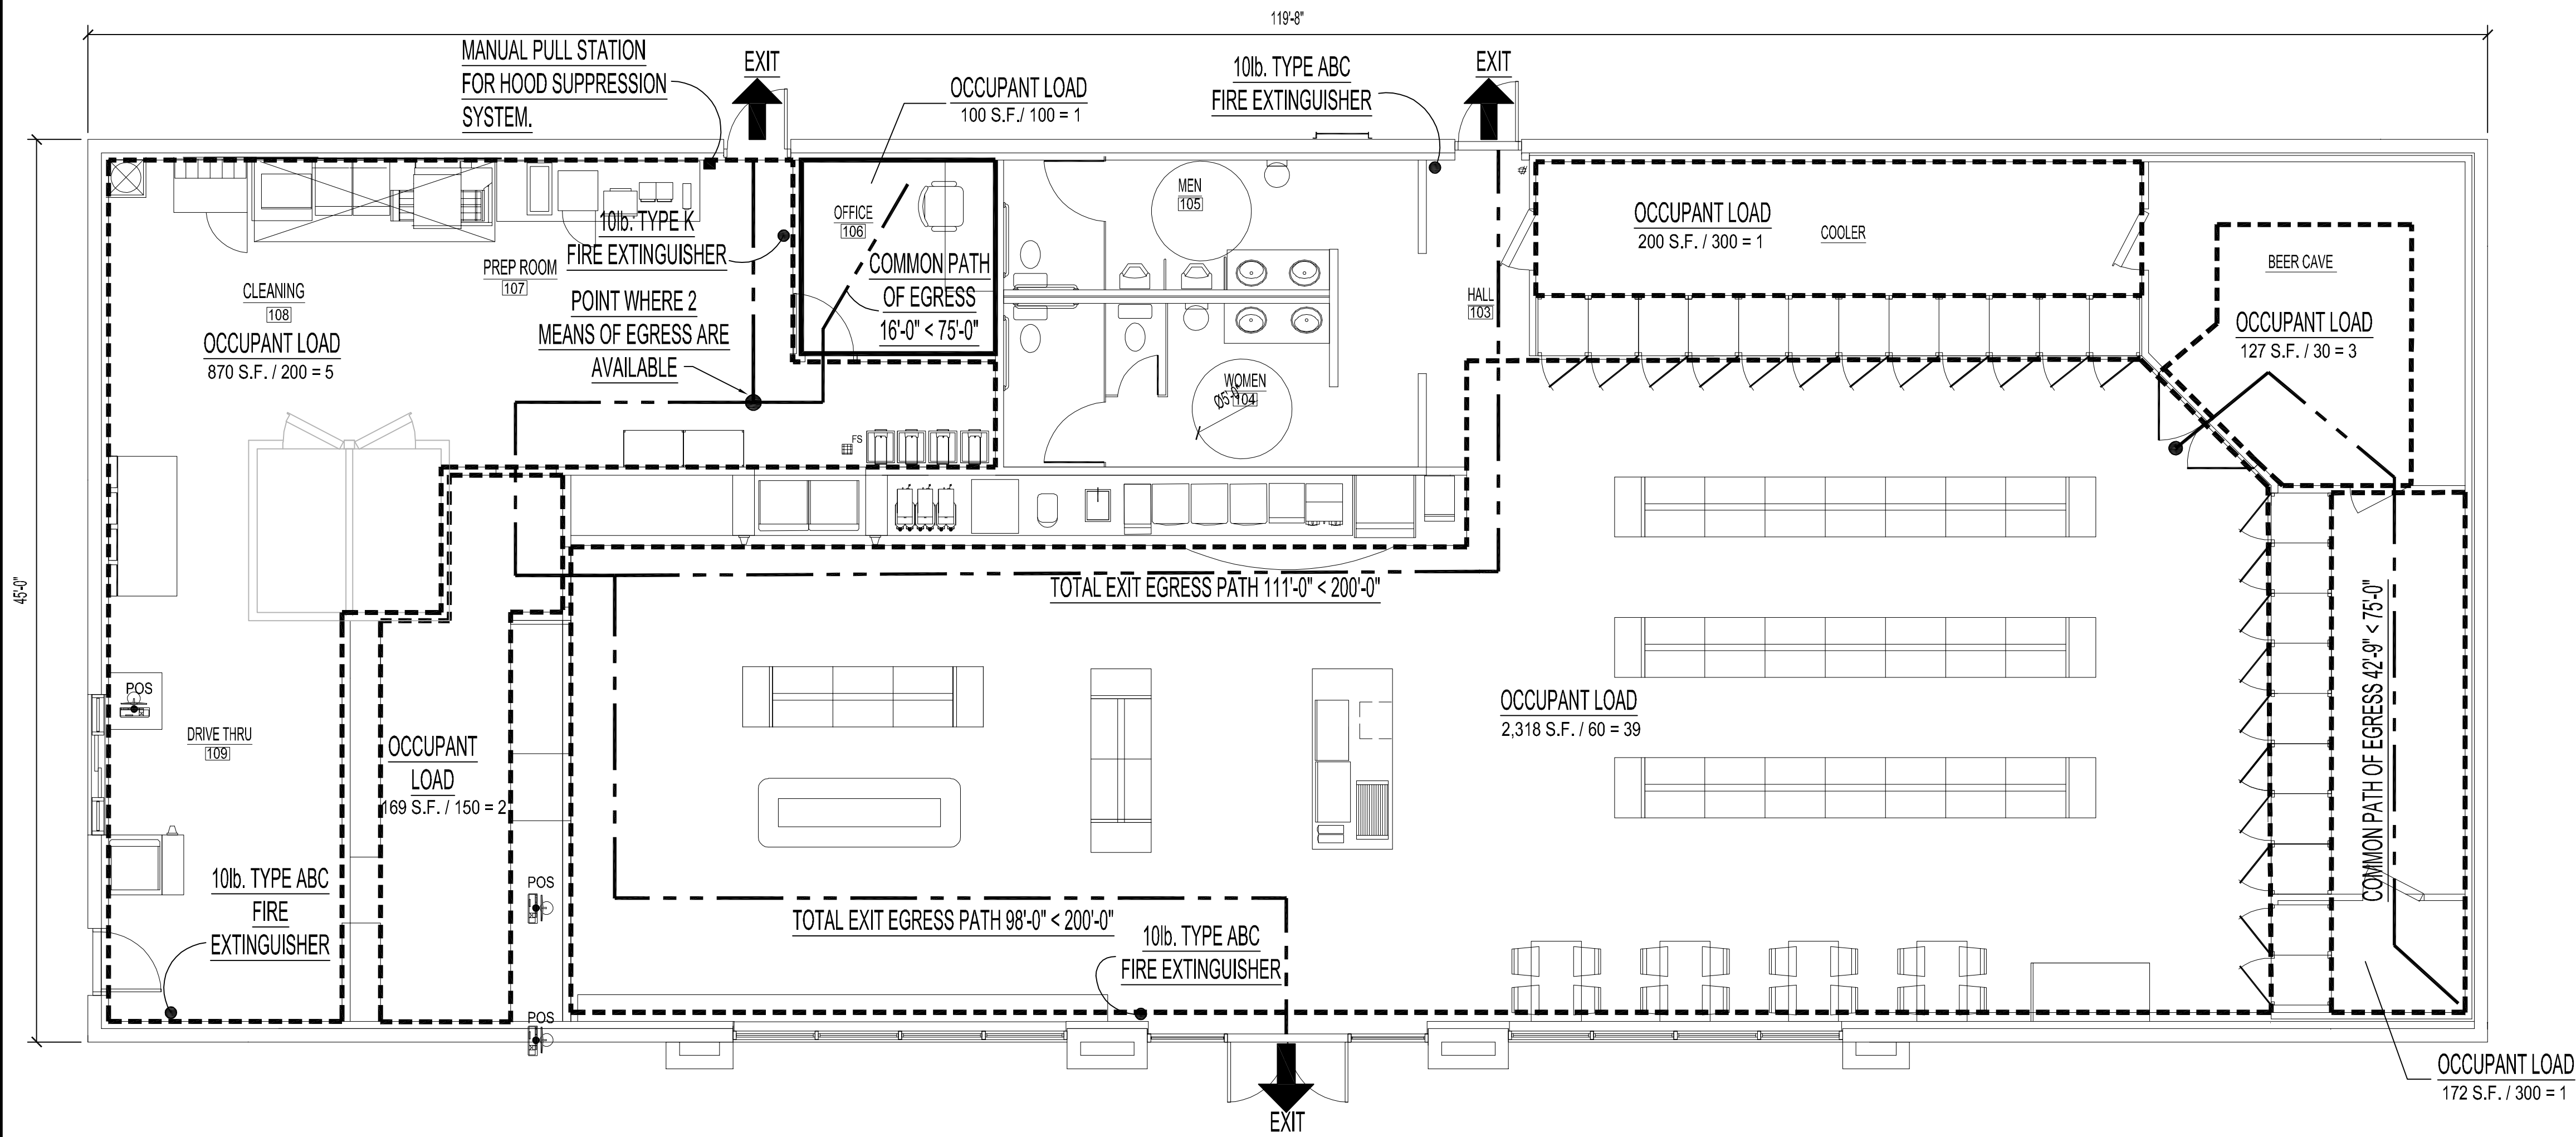 119'-8"
MANUAL PULL STATION
FOR HOOD SUPPRESSION
SYSTEM.
EXIT
OCCUPANT LOAD
100 S.F./ 100 = 1
10lb. TYPE ABC
FIRE EXTINGUISHER
EXIT
OFFICE
106
MEN
105
10lb. TYPE K
FIRE EXTINGUISHER
COMMON PATH
OF EGRESS
16'-0" < 75'-0"
OCCUPANT LOAD
200 S.F. / 300 = 1
COOLER
BEER CAVE
PREP ROOM
107
CLEANING
108
OCCUPANT LOAD
870 S.F. / 200 = 5
POINT WHERE 2
MEANS OF EGRESS ARE
AVAILABLE
HALL
103
OCCUPANT LOAD
127 S.F. / 30 = 3
WOMEN
104
Ø5'-0"
FS
45'-0"
TOTAL EXIT EGRESS PATH 111'-0" < 200'-0"
COMMON PATH OF EGRESS 42'-9" < 75'-0"
POS
DRIVE THRU
109
OCCUPANT
LOAD
169 S.F. / 150 = 2
OCCUPANT LOAD
2,318 S.F. / 60 = 39
10lb. TYPE ABC
FIRE
EXTINGUISHER
POS
TOTAL EXIT EGRESS PATH 98'-0" < 200'-0"
10lb. TYPE ABC
FIRE EXTINGUISHER
POS
EXIT
OCCUPANT LOAD
172 S.F. / 300 = 1